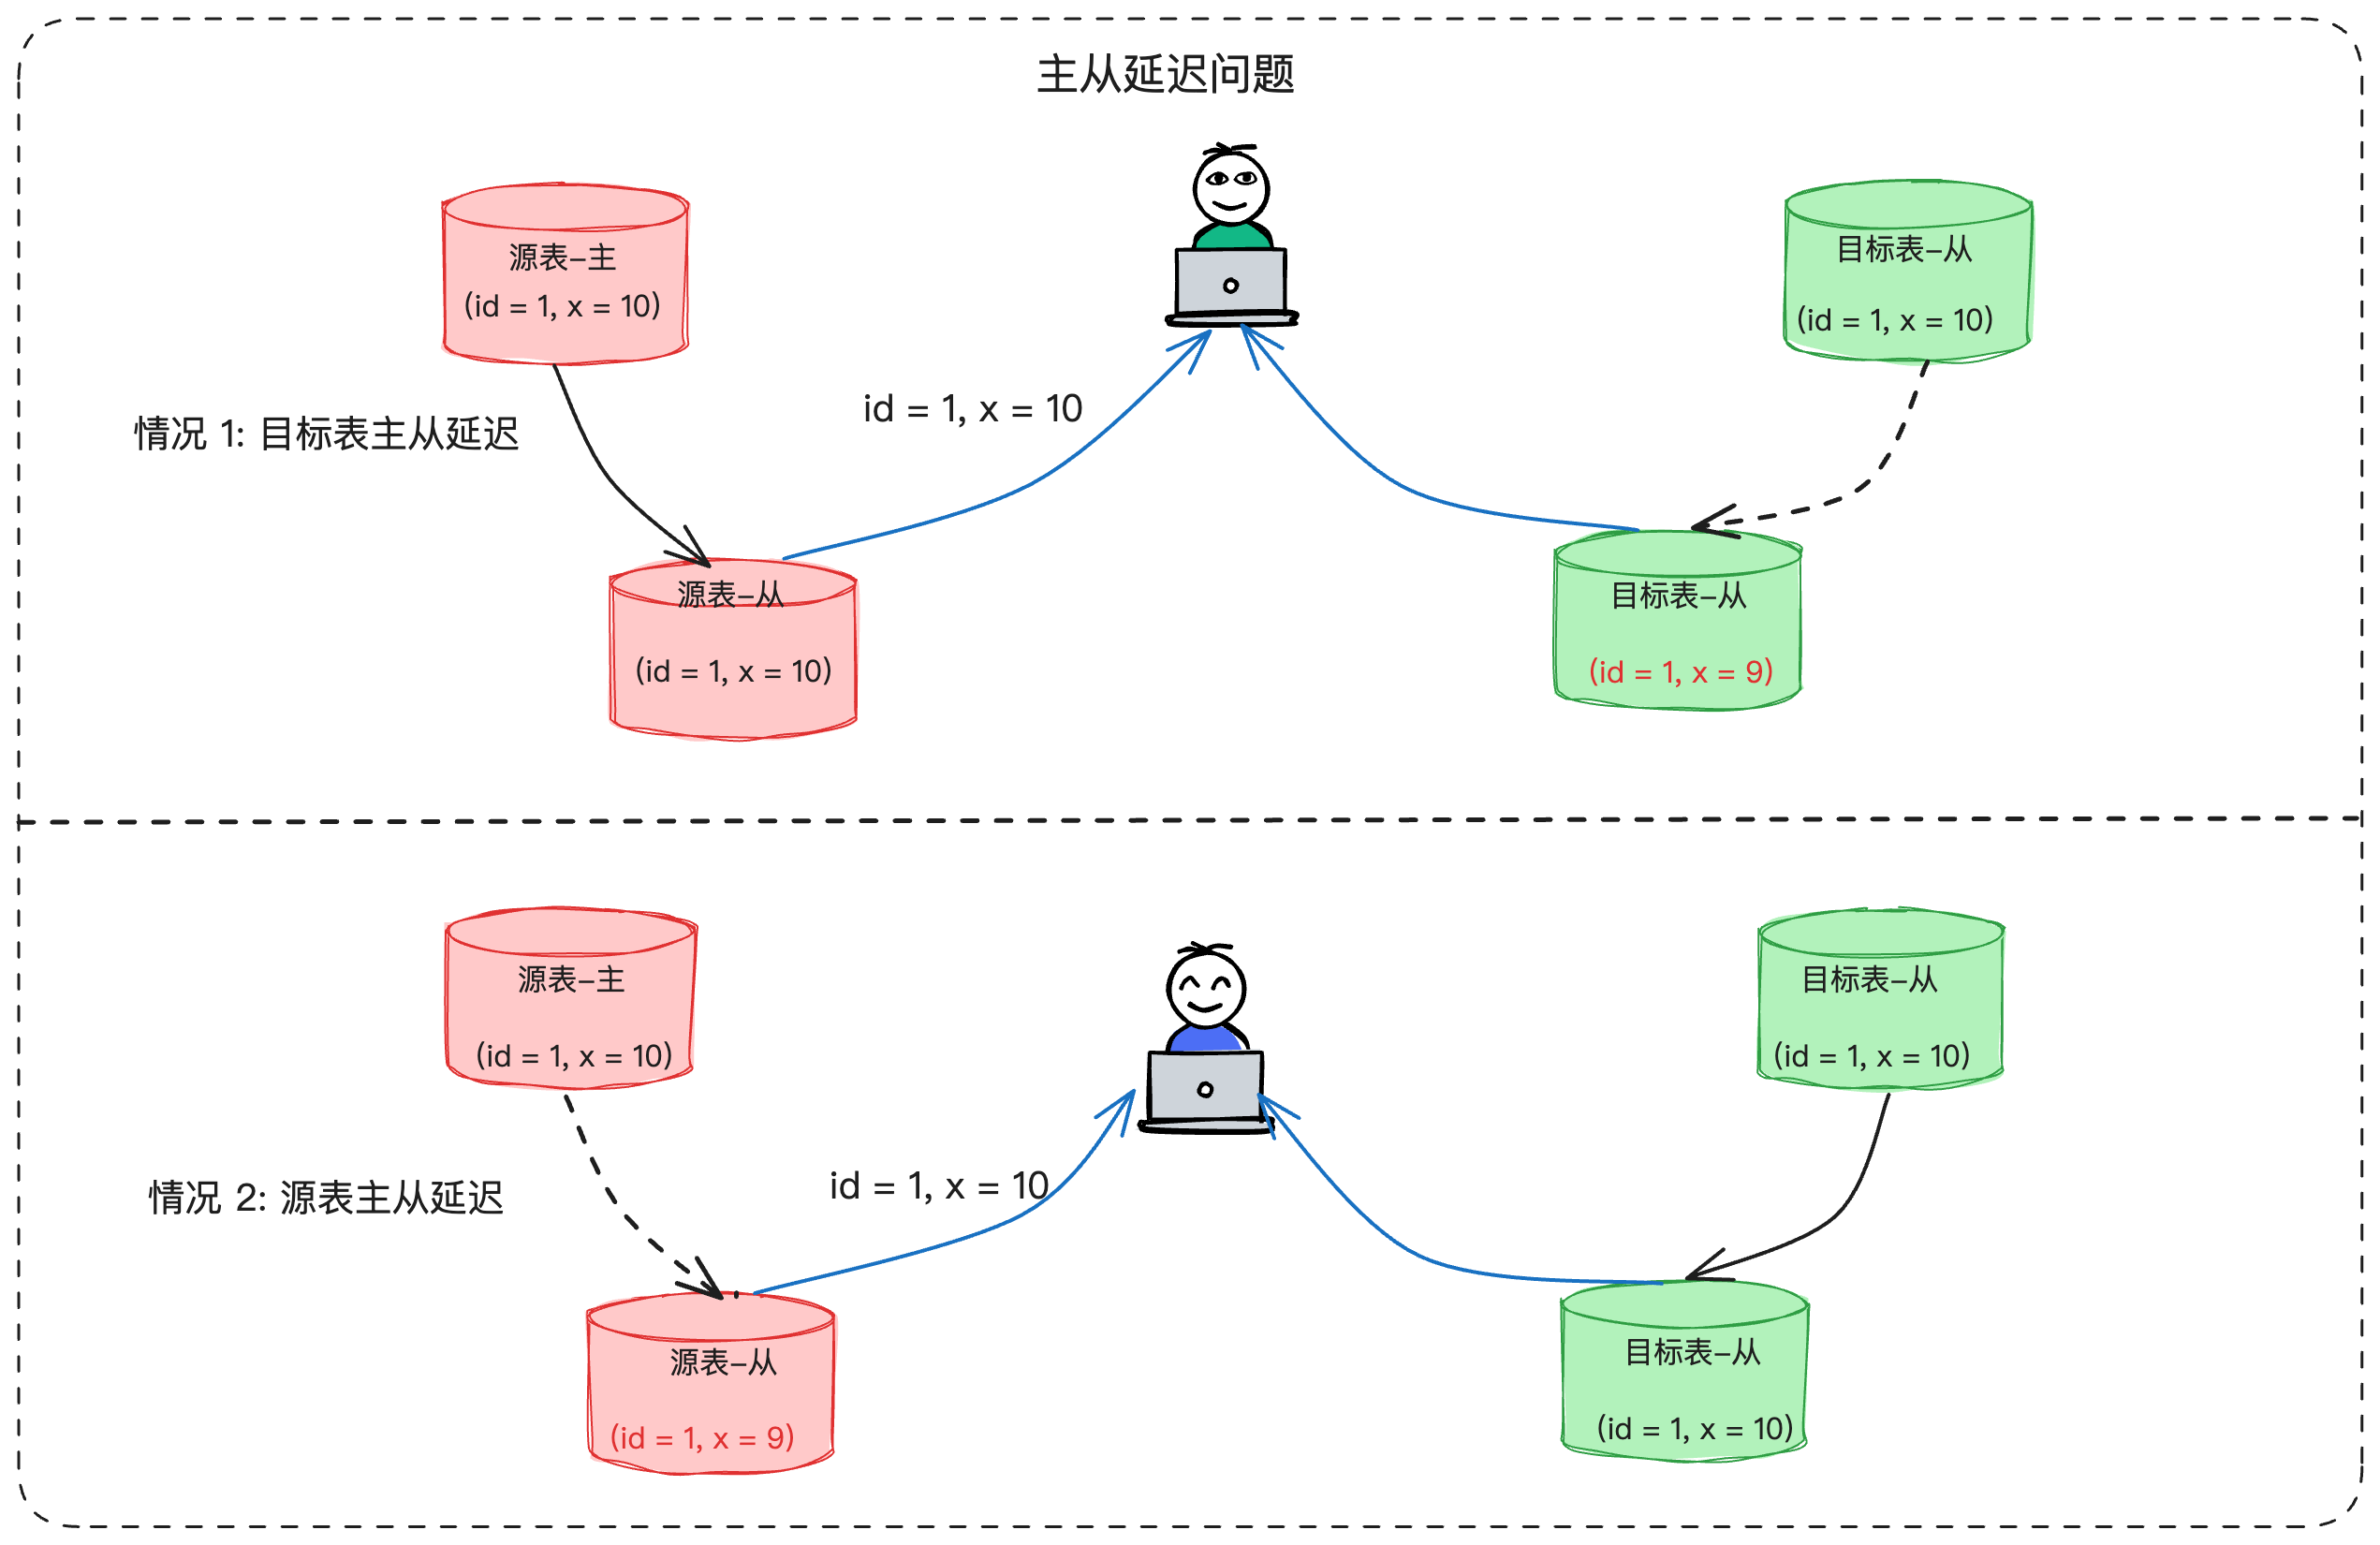 主从延迟问题
源表-主
(id = 1, x = 10)
目标表-从
(id = 1, x = 10)
情况 1: 目标表主从延迟
id = 1, x = 10
源表-从
(id = 1, x = 10)
目标表-从
(id = 1, x = 9)
源表-主
(id = 1, x = 10)
目标表-从
(id = 1, x = 10)
情况 2: 源表主从延迟
id = 1, x = 10
源表-从
(id = 1, x = 9)
目标表-从
(id = 1, x = 10)